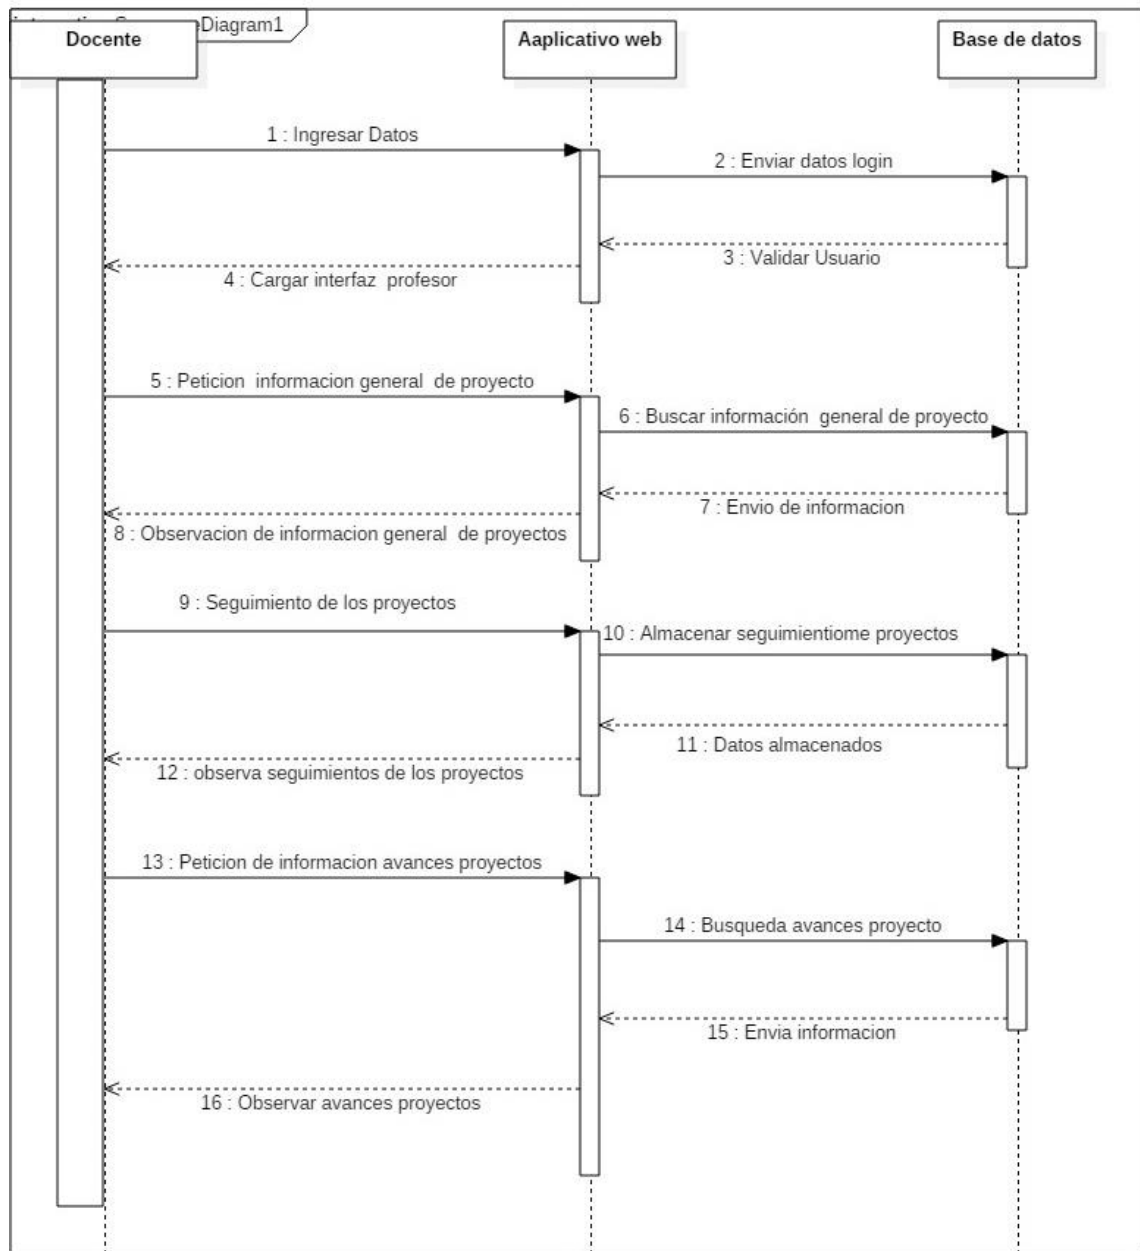 Diagram1
Docente
Aaplicativo web
Base de datos
1 : Ingresar Datos
2 : Enviar datos login
3 : Validar Usuario
4 : Cargar interfaz profesor
5 : Peticion informacion general de proyecto
6 : Buscar información general de proyecto
7 : Envio de informacion
8 : Observacion de informacion general de proyectos
9 : Seguimiento de los proyectos
10 : Almacenar seguimientiome proyectos
11 : Datos almacenados
12 : observa seguimientos de los proyectos
13 : Peticion de informacion avances proyectos
14 : Busqueda avances proyecto
15 : Envia informacion
16 : Observar avances proyectos